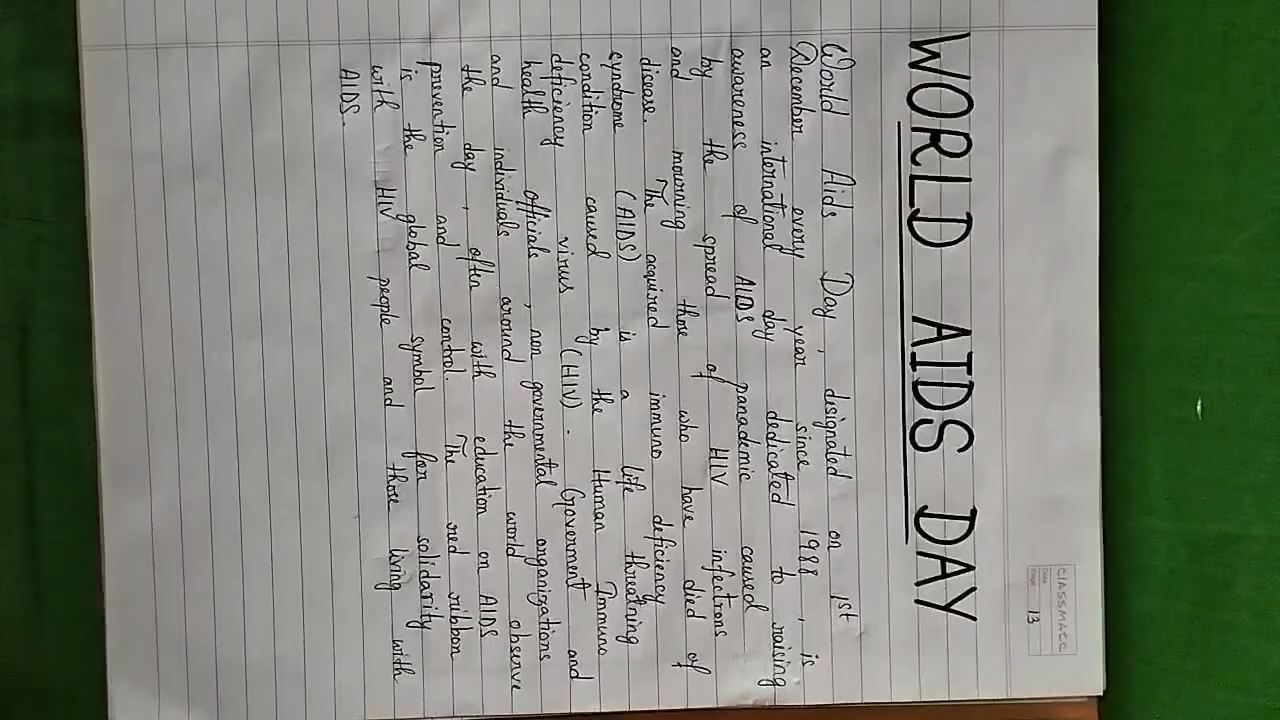 CLASSMATE
Date
Page 13
WORLD AIDS DAY
World Aids Day, designated on 1st
December every year since 1988, is
an international day dedicated to raising
awareness of AIDS panademic caused
by the spread of HIV infectrons
and mourning those who have died of
disease. The acquired immuno deficiency
syndrome (AIDS) is a life threatning
condition caused by the Human Immuno
deficiency virus (HIV). Government and
health officials, non governmental organizations
and individuals around the world observe
the day, often with education on AIDS
prevention and control. The red ribbon
is the global symbol for solidarity
with HIV people and those living with
AIDS.